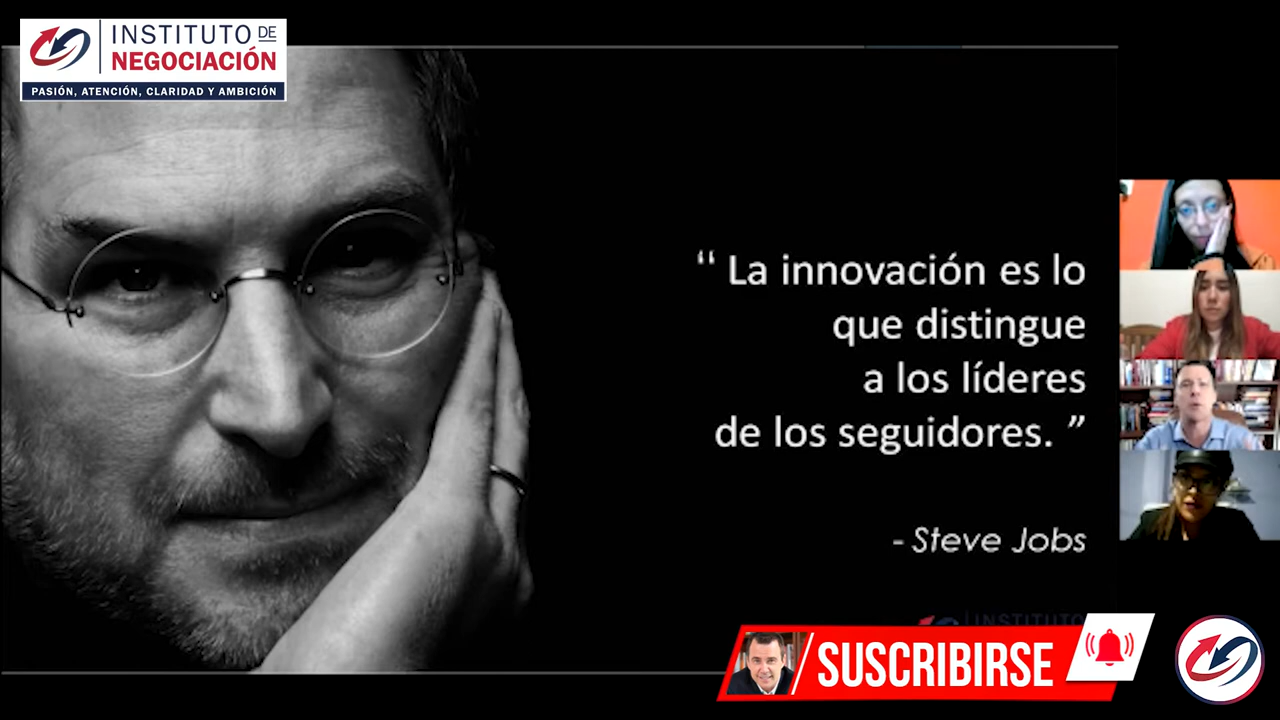 INSTITUTO DE
NEGOCIACIÓN
PASIÓN, ATENCIÓN, CLARIDAD Y AMBICIÓN
“ La innovación es lo
que distingue
a los líderes
de los seguidores. ”
- Steve Jobs
INSTITUTO
SUSCRIBIRSE